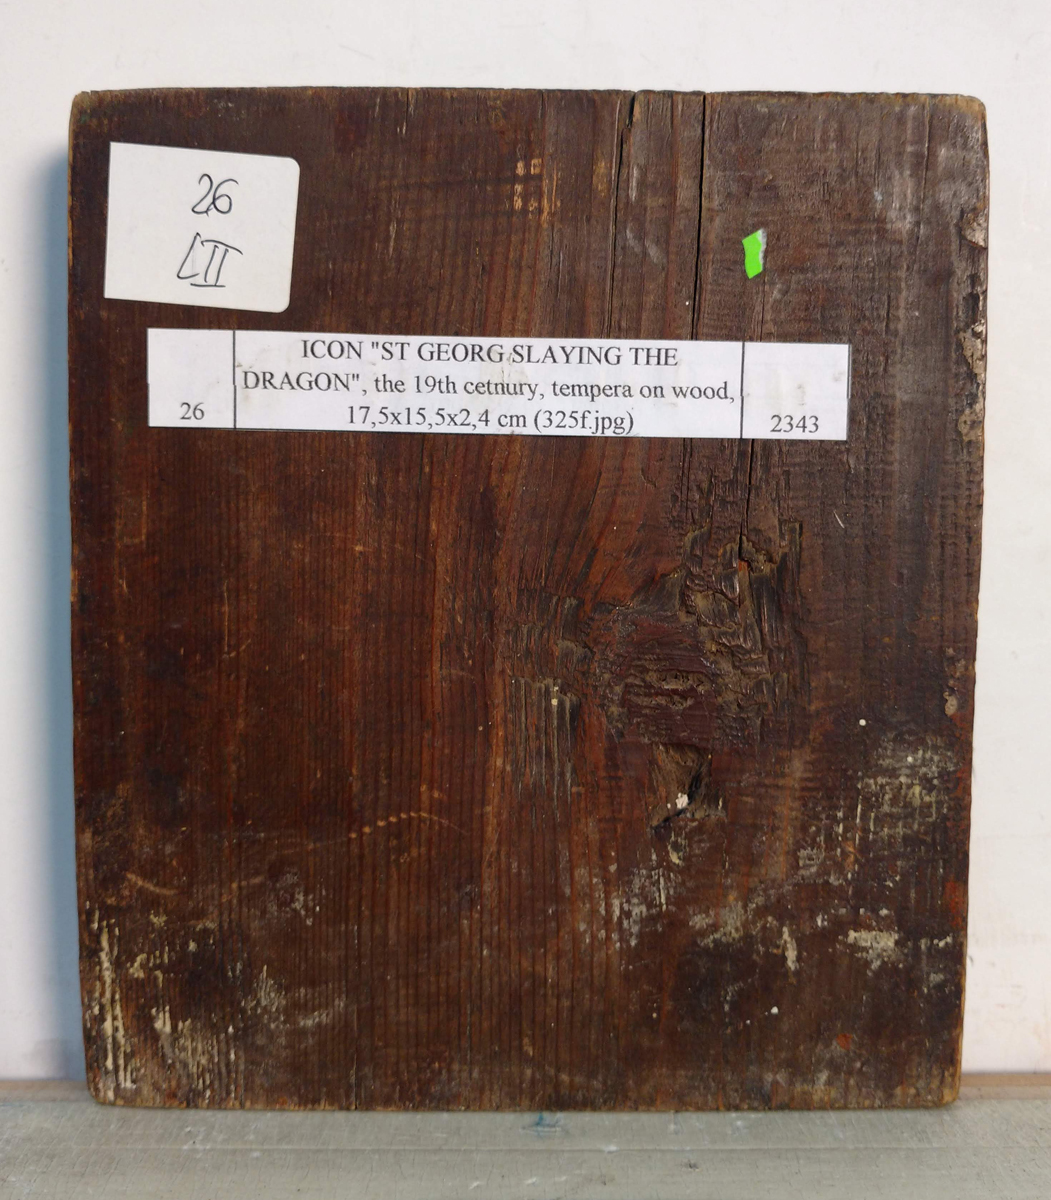 26
LII
ICON "ST GEORG SLAYING THE
DRAGON", the 19th cetnury, tempera on wood,
26 17,5x15,5x2,4 cm (325f.jpg) 2343